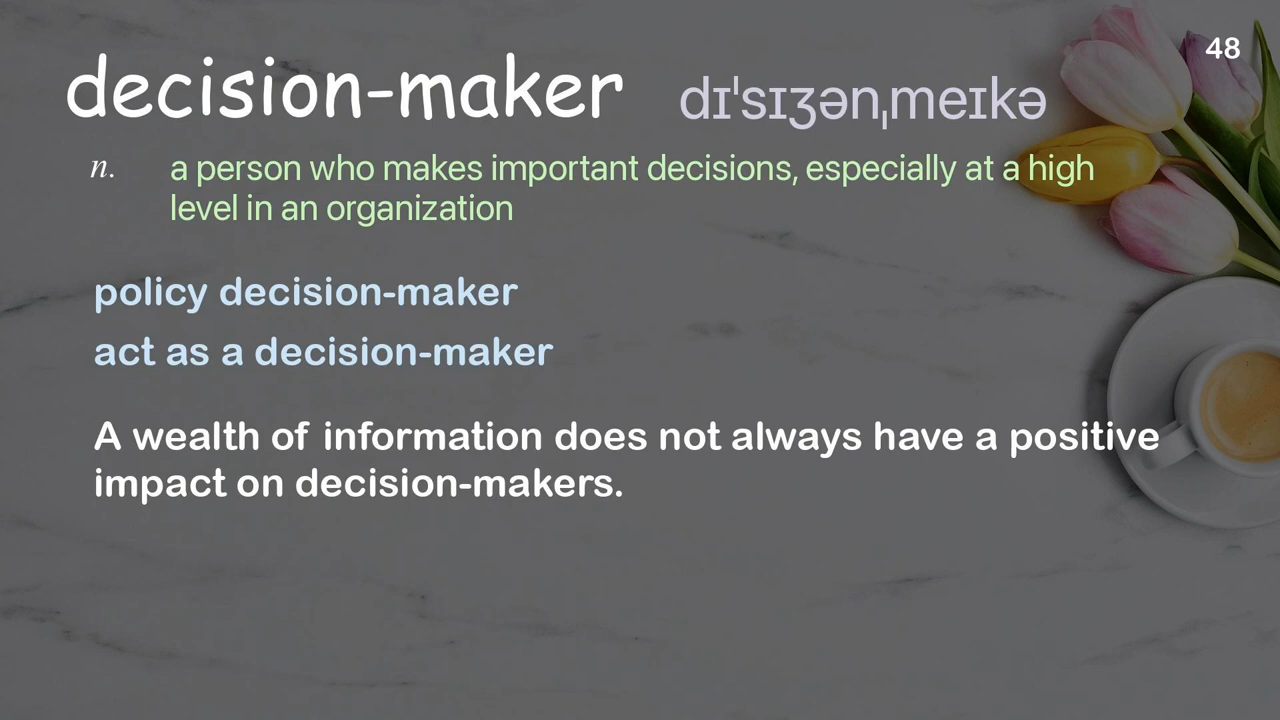 48
decision-maker dɪˈsɪʒənˌmeɪkə
n. a person who makes important decisions, especially at a high
level in an organization
policy decision-maker
act as a decision-maker
A wealth of information does not always have a positive
impact on decision-makers.